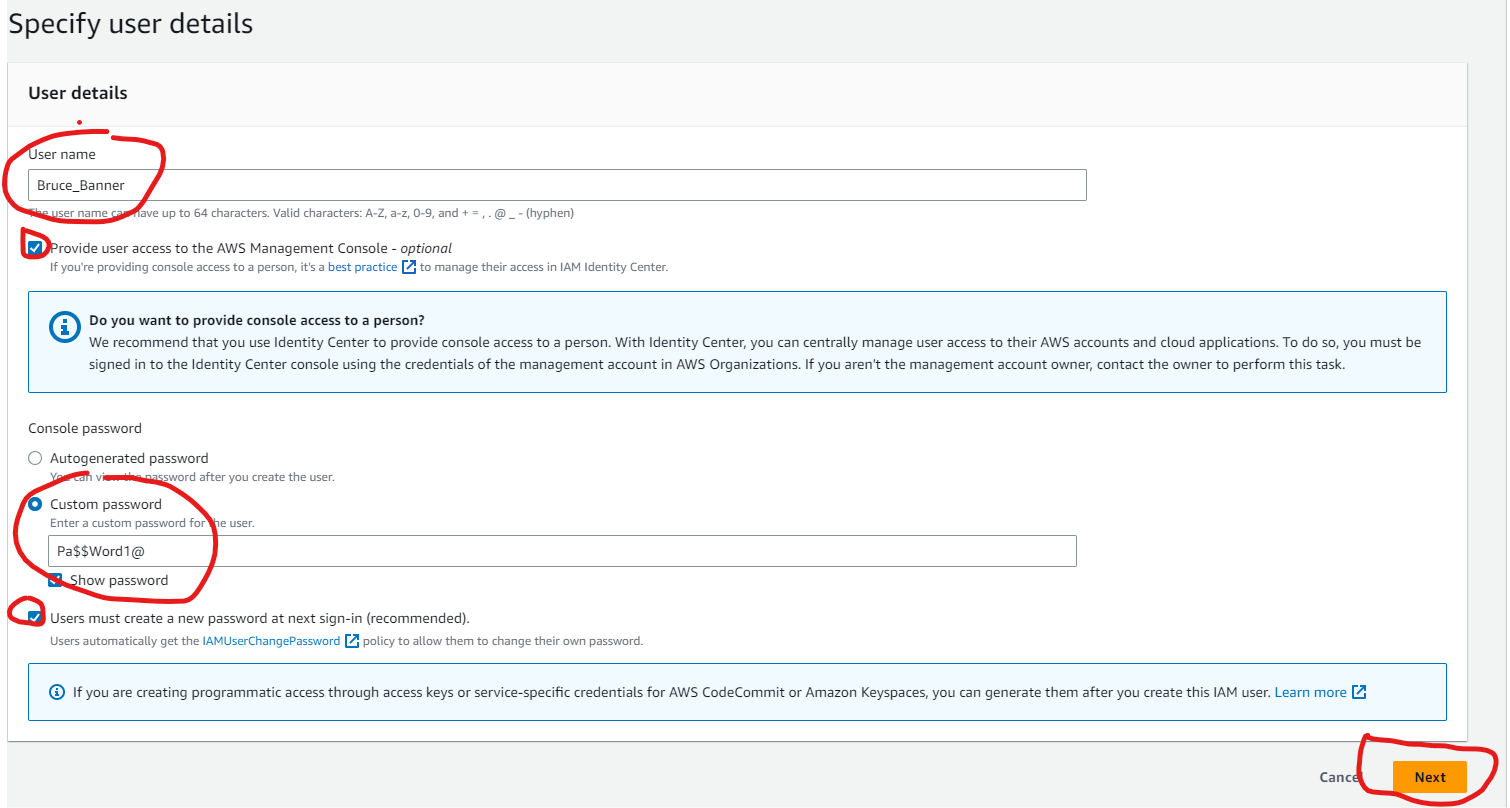 Specify user details
User details
User name
Bruce_Banner
The user name can have up to 64 characters. Valid characters: A-Z, a-z, 0-9, and + = , . @ _ - (hyphen)
Provide user access to the AWS Management Console - optional
If you're providing console access to a person, it's a best practice to manage their access in IAM Identity Center.
Do you want to provide console access to a person?
We recommend that you use Identity Center to provide console access to a person. With Identity Center, you can centrally manage user access to their AWS accounts and cloud applications. To do so, you must be
signed in to the Identity Center console using the credentials of the management account in AWS Organizations. If you aren't the management account owner, contact the owner to perform this task.
Console password
Autogenerated password
You can view the password after you create the user.
Custom password
Enter a custom password for the user.
Pa$$Word1@
Show password
Users must create a new password at next sign-in (recommended).
Users automatically get the IAMUserChangePassword policy to allow them to change their own password.
If you are creating programmatic access through access keys or service-specific credentials for AWS CodeCommit or Amazon Keyspaces, you can generate them after you create this IAM user. Learn more
Cancel Next